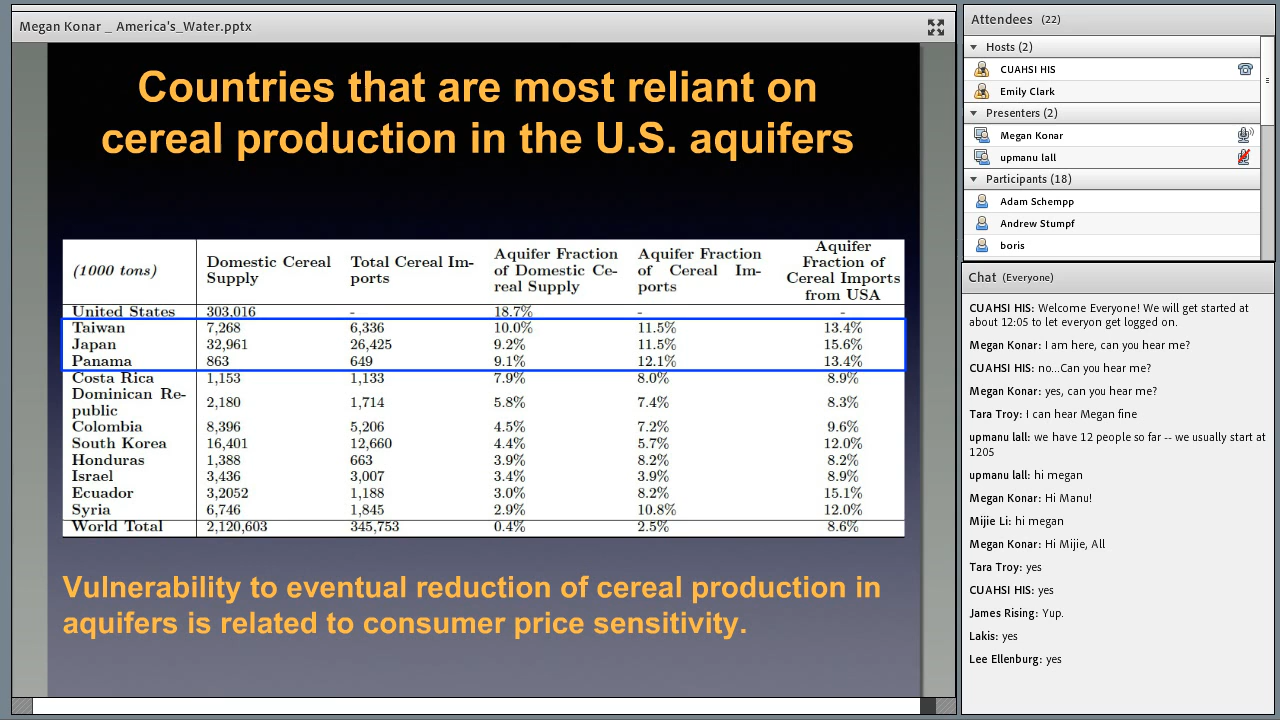 Megan Konar _ America's_Water.pptx
Countries that are most reliant on
cereal production in the U.S. aquifers
(1000 tons) Domestic Cereal Supply Total Cereal Im-ports Aquifer Fraction of Domestic Ce-real Supply Aquifer Fraction of Cereal Im-ports Aquifer Fraction of Cereal Imports from USA
United States 303,016 - 18.7% - -
Taiwan 7,268 6,336 10.0% 11.5% 13.4%
Japan 32,961 26,425 9.2% 11.5% 15.6%
Panama 863 649 9.1% 12.1% 13.4%
Costa Rica 1,153 1,133 7.9% 8.0% 8.9%
Dominican Re-public 2,180 1,714 5.8% 7.4% 8.3%
Colombia 8,396 5,206 4.5% 7.2% 9.6%
South Korea 16,401 12,660 4.4% 5.7% 12.0%
Honduras 1,388 663 3.9% 8.2% 8.2%
Israel 3,436 3,007 3.4% 3.9% 8.9%
Ecuador 3,2052 1,188 3.0% 8.2% 15.1%
Syria 6,746 1,845 2.9% 10.8% 12.0%
World Total 2,120,603 345,753 0.4% 2.5% 8.6%
Vulnerability to eventual reduction of cereal production in
aquifers is related to consumer price sensitivity.
Attendees (22)
Hosts (2)
CUAHSI HIS
Emily Clark
Presenters (2)
Megan Konar
upmanu lall
Participants (18)
Adam Schempp
Andrew Stumpf
boris
Chat (Everyone)
CUAHSI HIS: Welcome Everyone! We will get started at
about 12:05 to let everyon get logged on.
Megan Konar: I am here, can you hear me?
CUAHSI HIS: no...Can you hear me?
Megan Konar: yes, can you hear me?
Tara Troy: I can hear Megan fine
upmanu lall: we have 12 people so far -- we usually start at
1205
upmanu lall: hi megan
Megan Konar: Hi Manu!
Mijie Li: hi megan
Megan Konar: Hi Mijie, All
Tara Troy: yes
CUAHSI HIS: yes
James Rising: Yup.
Lakis: yes
Lee Ellenburg: yes